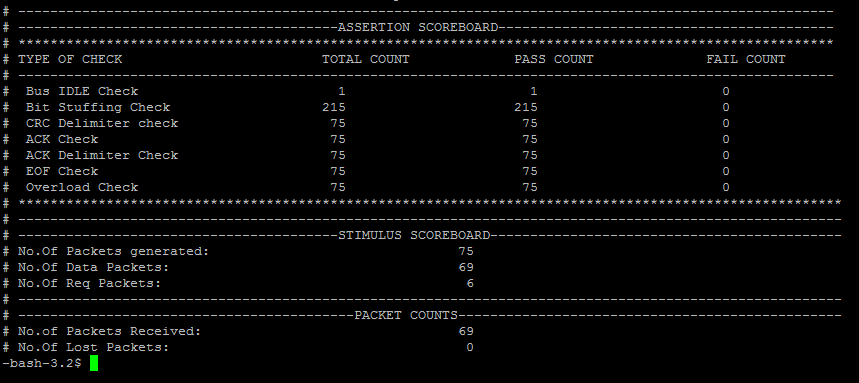 # ------------------------------------------------------------------------------------------------------
# ----------------------------------------ASSERTION SCOREBOARD------------------------------------------
# ******************************************************************************************************
# TYPE OF CHECK                         TOTAL COUNT             PASS COUNT              FAIL COUNT
# ------------------------------------------------------------------------------------------------------
#  Bus IDLE Check                         1                       1                       0
#  Bit Stuffing Check                   215                     215                       0
#  CRC Delimiter check                   75                      75                       0
#  ACK Check                             75                      75                       0
#  ACK Delimiter Check                   75                      75                       0
#  EOF Check                             75                      75                       0
#  Overload Check                        75                      75                       0
# *******************************************************************************************************
# -------------------------------------------------------------------------------------------------------
# ----------------------------------------STIMULUS SCOREBOARD--------------------------------------------
# No.Of Packets generated:                               75
# No.Of Data Packets:                                    69
# No.Of Req Packets:                                      6
# -------------------------------------------------------------------------------------------------------
# ------------------------------------------PACKET COUNTS------------------------------------------------
# No.of Packets Received:                                69
# No.Of Lost Packets:                                     0
-bash-3.2$